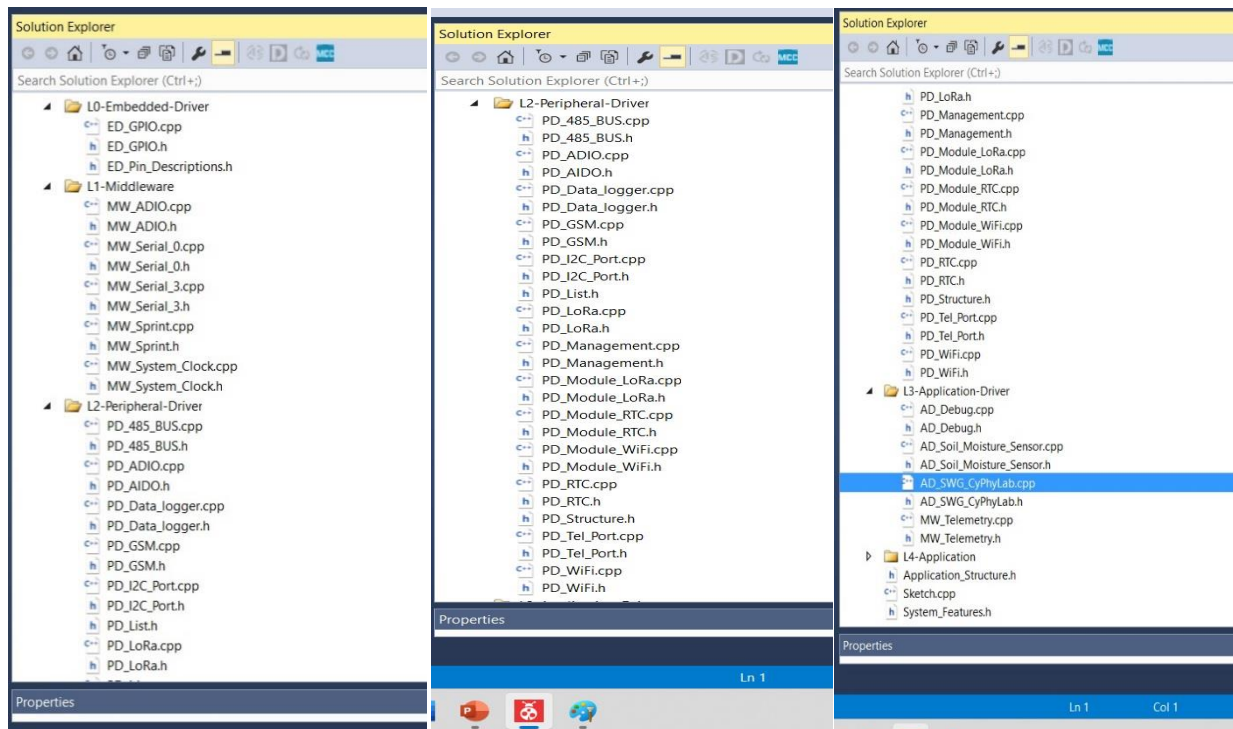 Solution Explorer
MCC
Search Solution Explorer (Ctrl+;)
L0-Embedded-Driver
ED_GPIO.cpp
ED_GPIO.h
ED_Pin_Descriptions.h
L1-Middleware
MW_ADIO.cpp
MW_ADIO.h
MW_Serial_0.cpp
MW_Serial_0.h
MW_Serial_3.cpp
MW_Serial_3.h
MW_Sprint.cpp
MW_Sprint.h
MW_System_Clock.cpp
MW_System_Clock.h
L2-Peripheral-Driver
PD_485_BUS.cpp
PD_485_BUS.h
PD_ADIO.cpp
PD_AIDO.h
PD_Data_logger.cpp
PD_Data_logger.h
PD_GSM.cpp
PD_GSM.h
PD_I2C_Port.cpp
PD_I2C_Port.h
PD_List.h
PD_LoRa.cpp
PD_LoRa.h
Properties
Solution Explorer
MCC
Search Solution Explorer (Ctrl+;)
L2-Peripheral-Driver
PD_485_BUS.cpp
PD_485_BUS.h
PD_ADIO.cpp
PD_AIDO.h
PD_Data_logger.cpp
PD_Data_logger.h
PD_GSM.cpp
PD_GSM.h
PD_I2C_Port.cpp
PD_I2C_Port.h
PD_List.h
PD_LoRa.cpp
PD_LoRa.h
PD_Management.cpp
PD_Management.h
PD_Module_LoRa.cpp
PD_Module_LoRa.h
PD_Module_RTC.cpp
PD_Module_RTC.h
PD_Module_WiFi.cpp
PD_Module_WiFi.h
PD_RTC.cpp
PD_RTC.h
PD_Structure.h
PD_Tel_Port.cpp
PD_Tel_Port.h
PD_WiFi.cpp
PD_WiFi.h
Properties
Ln 1
Solution Explorer
MCC
Search Solution Explorer (Ctrl+;)
PD_LoRa.h
PD_Management.cpp
PD_Management.h
PD_Module_LoRa.cpp
PD_Module_LoRa.h
PD_Module_RTC.cpp
PD_Module_RTC.h
PD_Module_WiFi.cpp
PD_Module_WiFi.h
PD_RTC.cpp
PD_RTC.h
PD_Structure.h
PD_Tel_Port.cpp
PD_Tel_Port.h
PD_WiFi.cpp
PD_WiFi.h
L3-Application-Driver
AD_Debug.cpp
AD_Debug.h
AD_Soil_Moisture_Sensor.cpp
AD_Soil_Moisture_Sensor.h
AD_SWG_CyPhyLab.cpp
AD_SWG_CyPhyLab.h
MW_Telemetry.cpp
MW_Telemetry.h
L4-Application
Application_Structure.h
Sketch.cpp
System_Features.h
Properties
Ln 1 Col 1